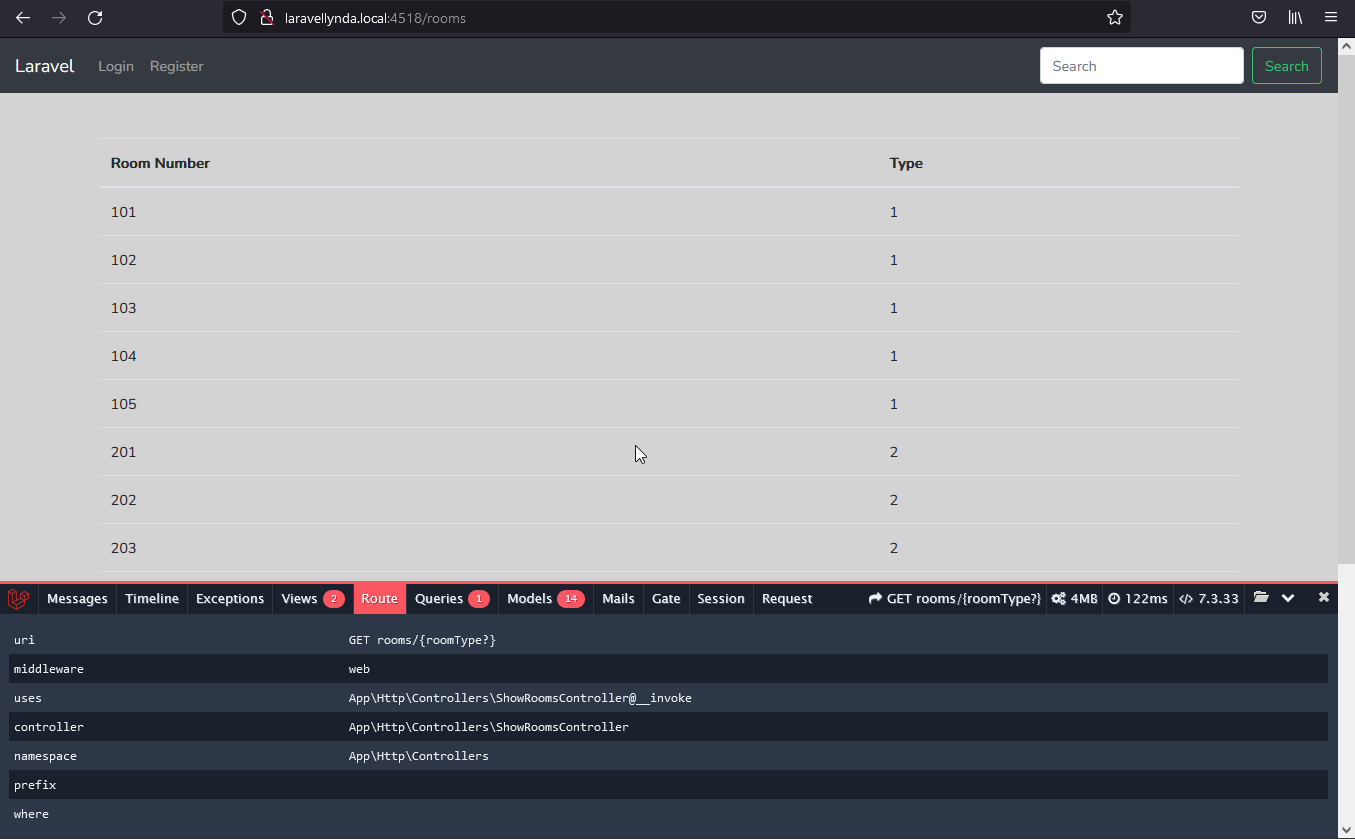 laravellynda.local:4518/rooms
Laravel Login Register Search Search
Room Number Type
101 1
102 1
103 1
104 1
105 1
201 2
202 2
203 2
Messages Timeline Exceptions Views 2 Route Queries 1 Models 14 Mails Gate Session Request GET rooms/{roomType?} 4MB 122ms 7.3.33
uri GET rooms/{roomType?}
middleware web
uses App\Http\Controllers\ShowRoomsController@__invoke
controller App\Http\Controllers\ShowRoomsController
namespace App\Http\Controllers
prefix
where